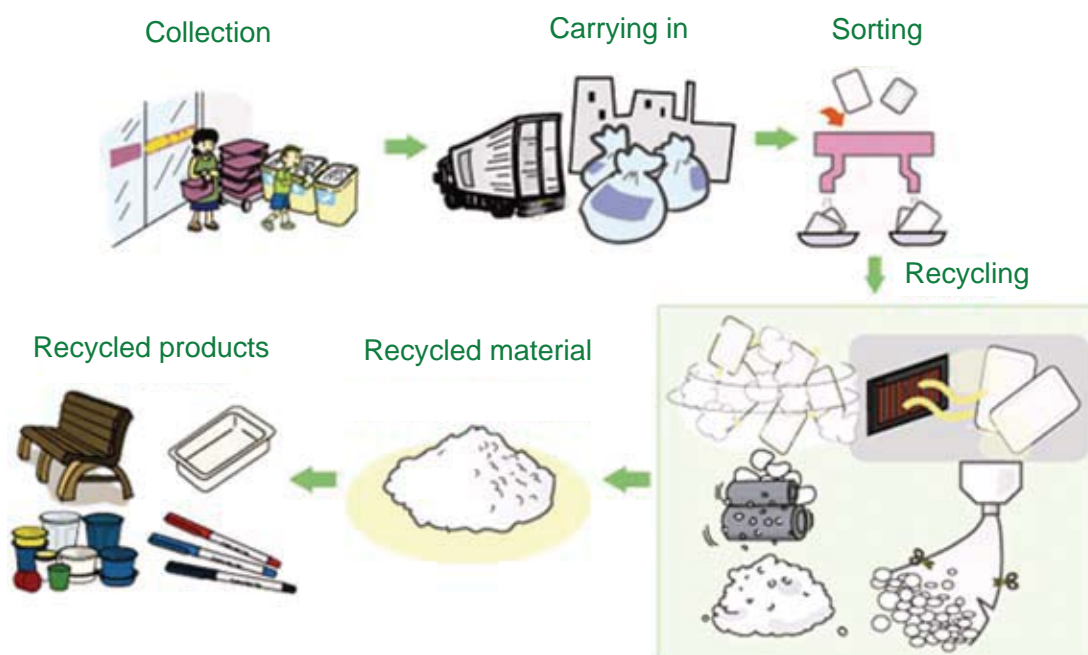 Collection
Carrying in
Sorting
Recycling
Recycled material
Recycled products